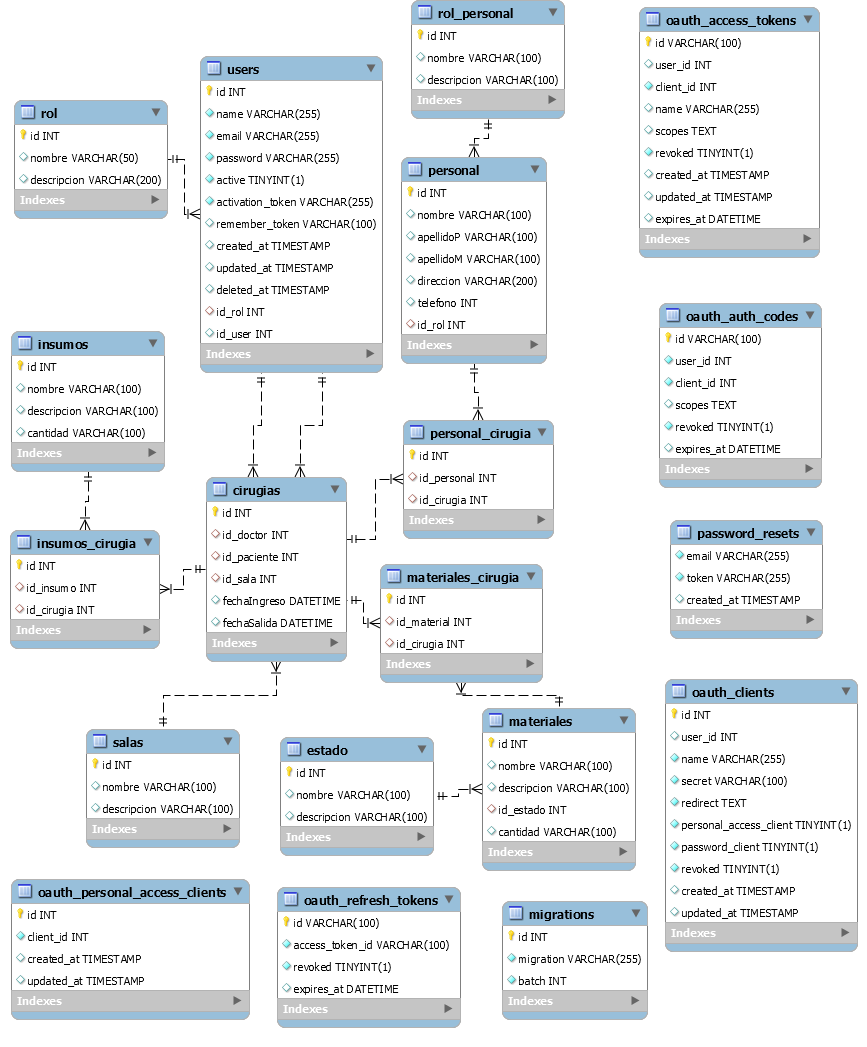 rol_personal
id INT
nombre VARCHAR(100)
descripcion VARCHAR(100)
Indexes
oauth_access_tokens
id VARCHAR(100)
user_id INT
client_id INT
name VARCHAR(255)
scopes TEXT
revoked TINYINT(1)
created_at TIMESTAMP
updated_at TIMESTAMP
expires_at DATETIME
Indexes
users
id INT
name VARCHAR(255)
email VARCHAR(255)
password VARCHAR(255)
active TINYINT(1)
activation_token VARCHAR(255)
remember_token VARCHAR(100)
created_at TIMESTAMP
updated_at TIMESTAMP
deleted_at TIMESTAMP
id_rol INT
id_user INT
Indexes
rol
id INT
nombre VARCHAR(50)
descripcion VARCHAR(200)
Indexes
personal
id INT
nombre VARCHAR(100)
apellidoP VARCHAR(100)
apellidoM VARCHAR(100)
direccion VARCHAR(200)
telefono INT
id_rol INT
Indexes
oauth_auth_codes
id VARCHAR(100)
user_id INT
client_id INT
scopes TEXT
revoked TINYINT(1)
expires_at DATETIME
Indexes
insumos
id INT
nombre VARCHAR(100)
descripcion VARCHAR(100)
cantidad VARCHAR(100)
Indexes
personal_cirugia
id INT
id_personal INT
id_cirugia INT
Indexes
cirugias
id INT
id_doctor INT
id_paciente INT
id_sala INT
fechaIngreso DATETIME
fechaSalida DATETIME
Indexes
insumos_cirugia
id INT
id_insumo INT
id_cirugia INT
Indexes
password_resets
email VARCHAR(255)
token VARCHAR(255)
created_at TIMESTAMP
Indexes
materiales_cirugia
id INT
id_material INT
id_cirugia INT
Indexes
oauth_clients
id INT
user_id INT
name VARCHAR(255)
secret VARCHAR(100)
redirect TEXT
personal_access_client TINYINT(1)
password_client TINYINT(1)
revoked TINYINT(1)
created_at TIMESTAMP
updated_at TIMESTAMP
Indexes
salas
id INT
nombre VARCHAR(100)
descripcion VARCHAR(100)
Indexes
estado
id INT
nombre VARCHAR(100)
descripcion VARCHAR(100)
Indexes
materiales
id INT
nombre VARCHAR(100)
descripcion VARCHAR(100)
id_estado INT
cantidad VARCHAR(100)
Indexes
oauth_personal_access_clients
id INT
client_id INT
created_at TIMESTAMP
updated_at TIMESTAMP
Indexes
oauth_refresh_tokens
id VARCHAR(100)
access_token_id VARCHAR(100)
revoked TINYINT(1)
expires_at DATETIME
Indexes
migrations
id INT
migration VARCHAR(255)
batch INT
Indexes